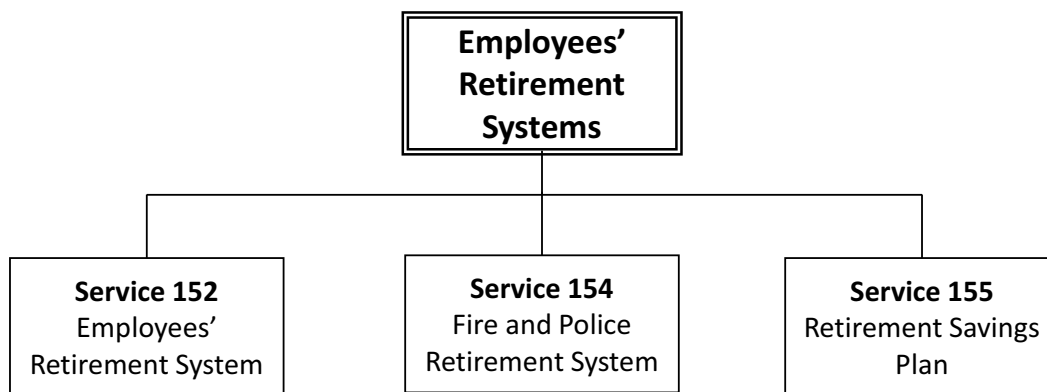 Employees’
Retirement
Systems
Service 152
Employees’
Retirement System
Service 154
Fire and Police
Retirement System
Service 155
Retirement Savings
Plan